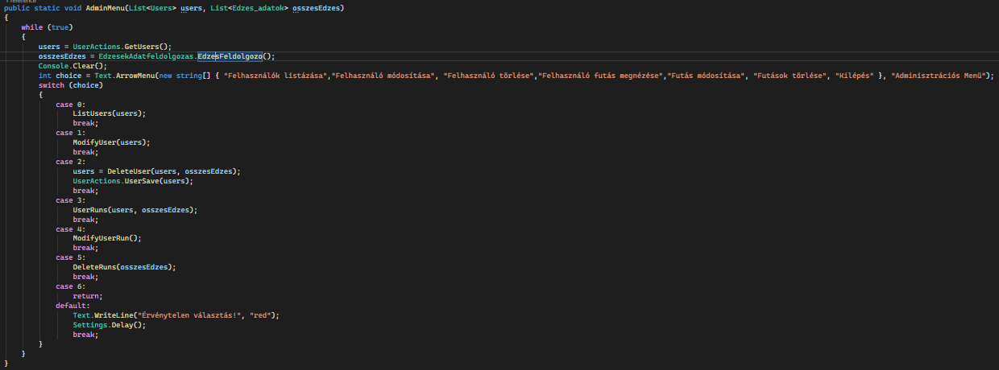 1 reference
public static void AdminMenu(List<Users> users, List<Edzes_adatok> osszesEdzes)
{
while (true)
{
users = UserActions.GetUsers();
osszesEdzes = EdzesekAdatfeldolgozas.EdzesFeldolgozo();
Console.Clear();
int choice = Text.ArrowMenu(new string[] { "Felhasználók listázása","Felhasználó módosítása", "Felhasználó törlése","Felhasználó futás megnézése","Futás módosítása", "Futások törlése", "Kilépés" }, "Adminisztrációs Menü");
switch (choice)
{
case 0:
ListUsers(users);
break;
case 1:
ModifyUser(users);
break;
case 2:
users = DeleteUser(users, osszesEdzes);
UserActions.UserSave(users);
break;
case 3:
UserRuns(users, osszesEdzes);
break;
case 4:
ModifyUserRun();
break;
case 5:
DeleteRuns(osszesEdzes);
break;
case 6:
return;
default:
Text.WriteLine("Érvénytelen választás!", "red");
Settings.Delay();
break;
}
}
}